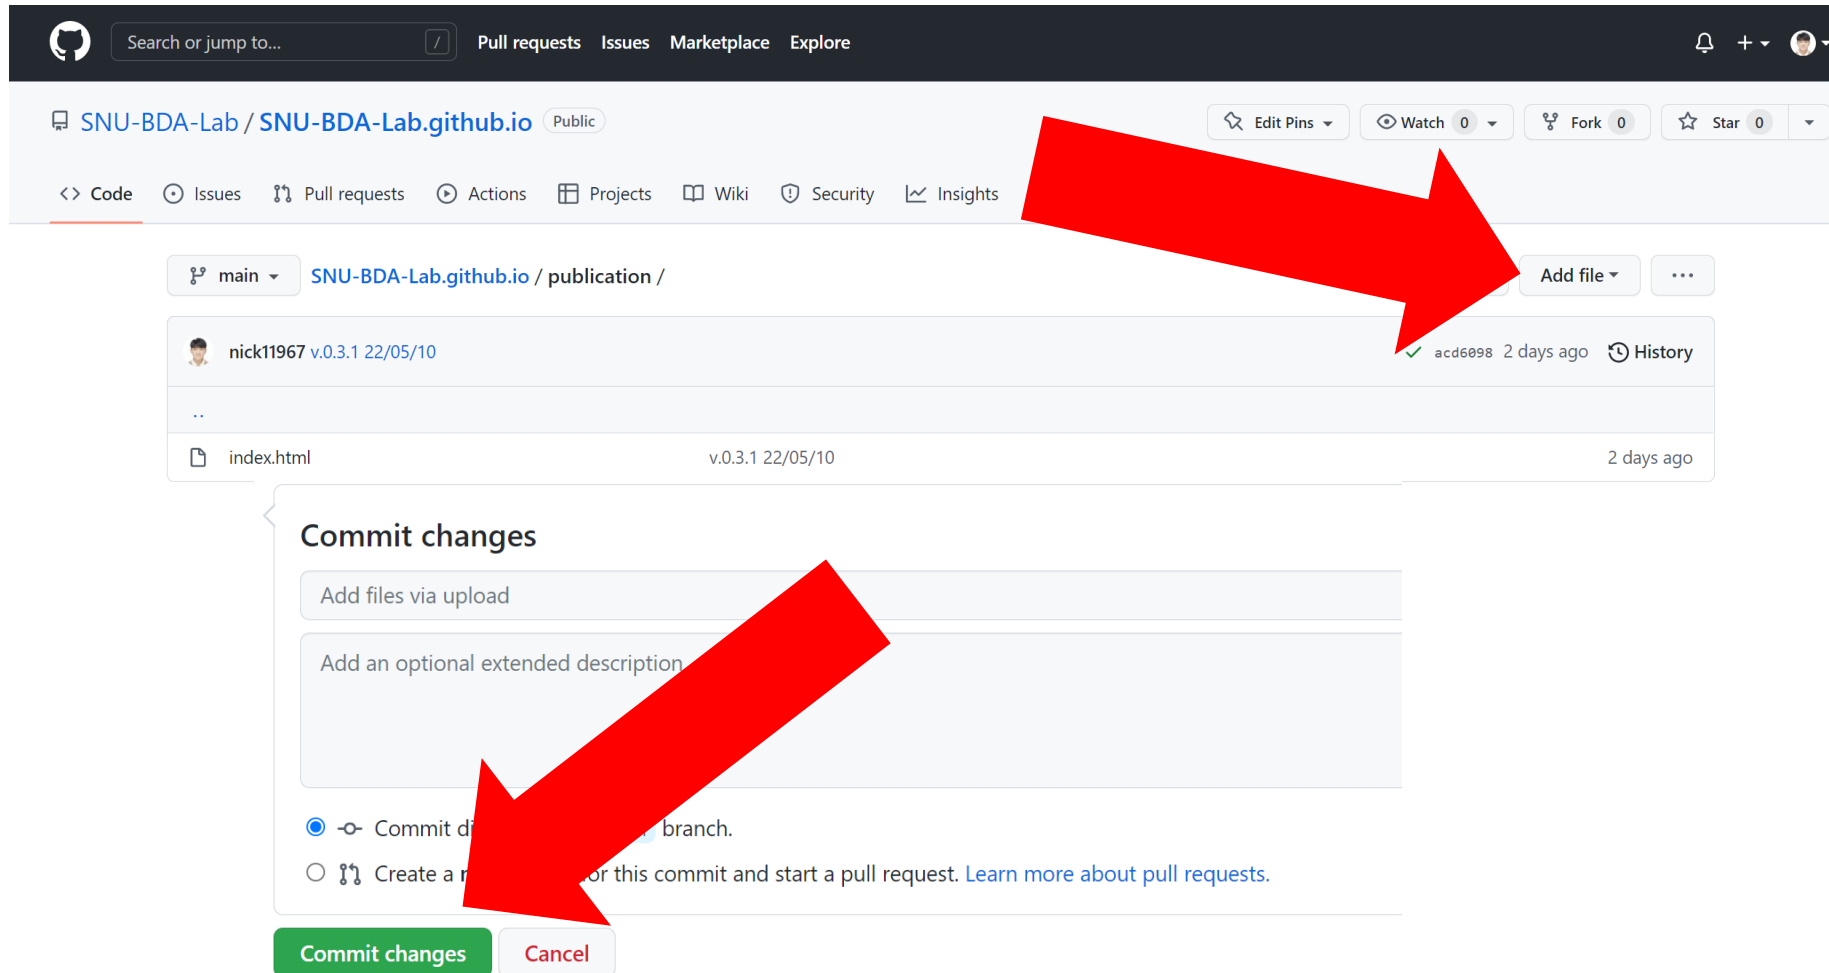 Search or jump to... / Pull requests Issues Marketplace Explore
SNU-BDA-Lab / SNU-BDA-Lab.github.io Public Edit Pins Watch 0 Fork 0 Star 0
Code Issues Pull requests Actions Projects Wiki Security Insights
main SNU-BDA-Lab.github.io / publication / Add file ...
nick11967 v.0.3.1 22/05/10 acd6098 2 days ago History
..
index.html v.0.3.1 22/05/10 2 days ago
Commit changes
Add files via upload
Add an optional extended description
Commit branch.
Create a for this commit and start a pull request. Learn more about pull requests.
Commit changes Cancel